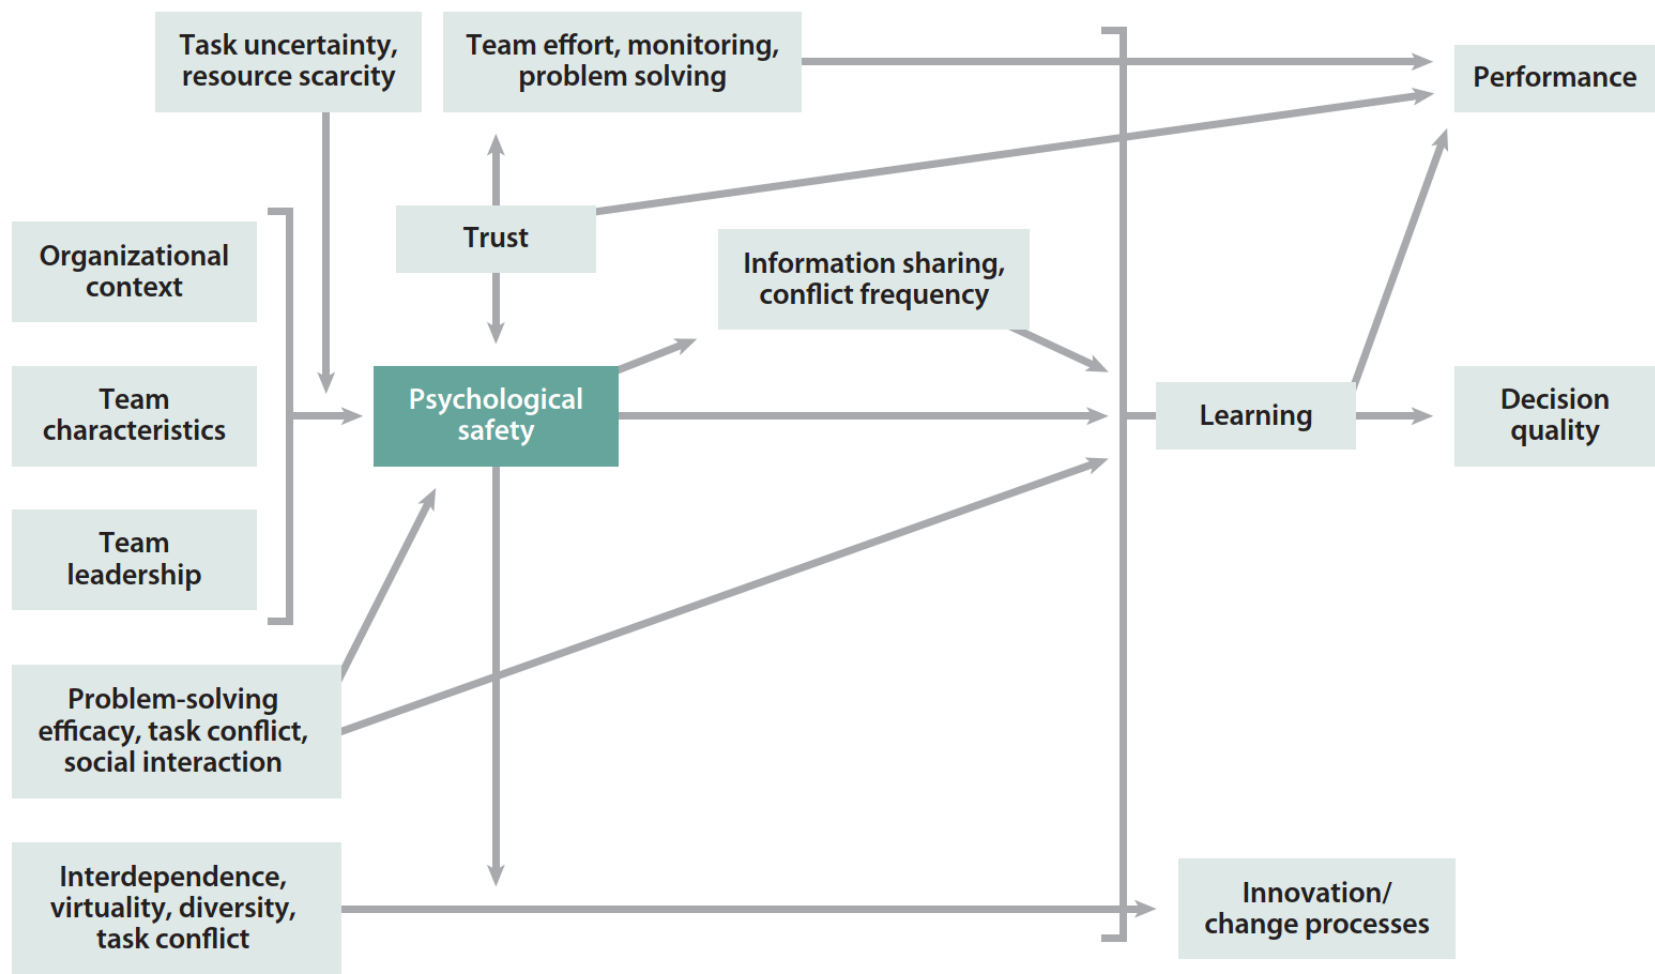 Task uncertainty,
resource scarcity
Team effort, monitoring,
problem solving
Performance
Trust
Organizational
context
Information sharing,
conflict frequency
Team
characteristics
Psychological
safety
Learning
Decision
quality
Team
leadership
Problem-solving
efficacy, task conflict,
social interaction
Interdependence,
virtuality, diversity,
task conflict
Innovation/
change processes